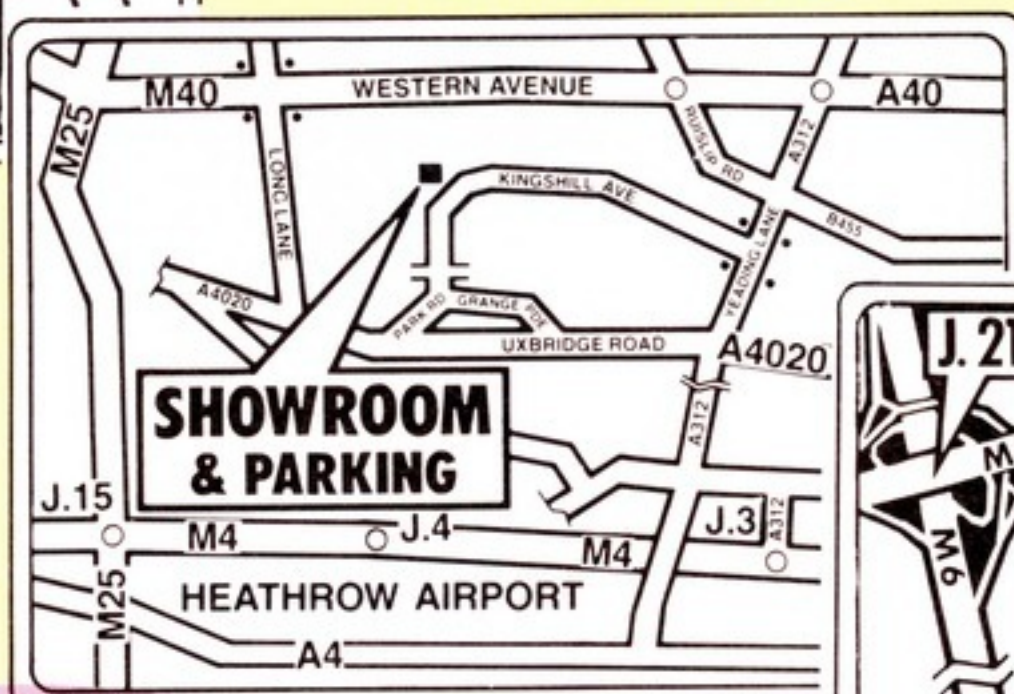 M40
WESTERN AVENUE
A40
M25
LONG LANE
RUISLIP RD
A312
KINGSHILL AVE
B455
YEADING LANE
A4020
PARK RD
GRANGE PDE
UXBRIDGE ROAD
A4020
J. 21
SHOWROOM
& PARKING
A312
J.15
M4
J.4
M4
J.3
A312
M25
HEATHROW AIRPORT
A4
M6